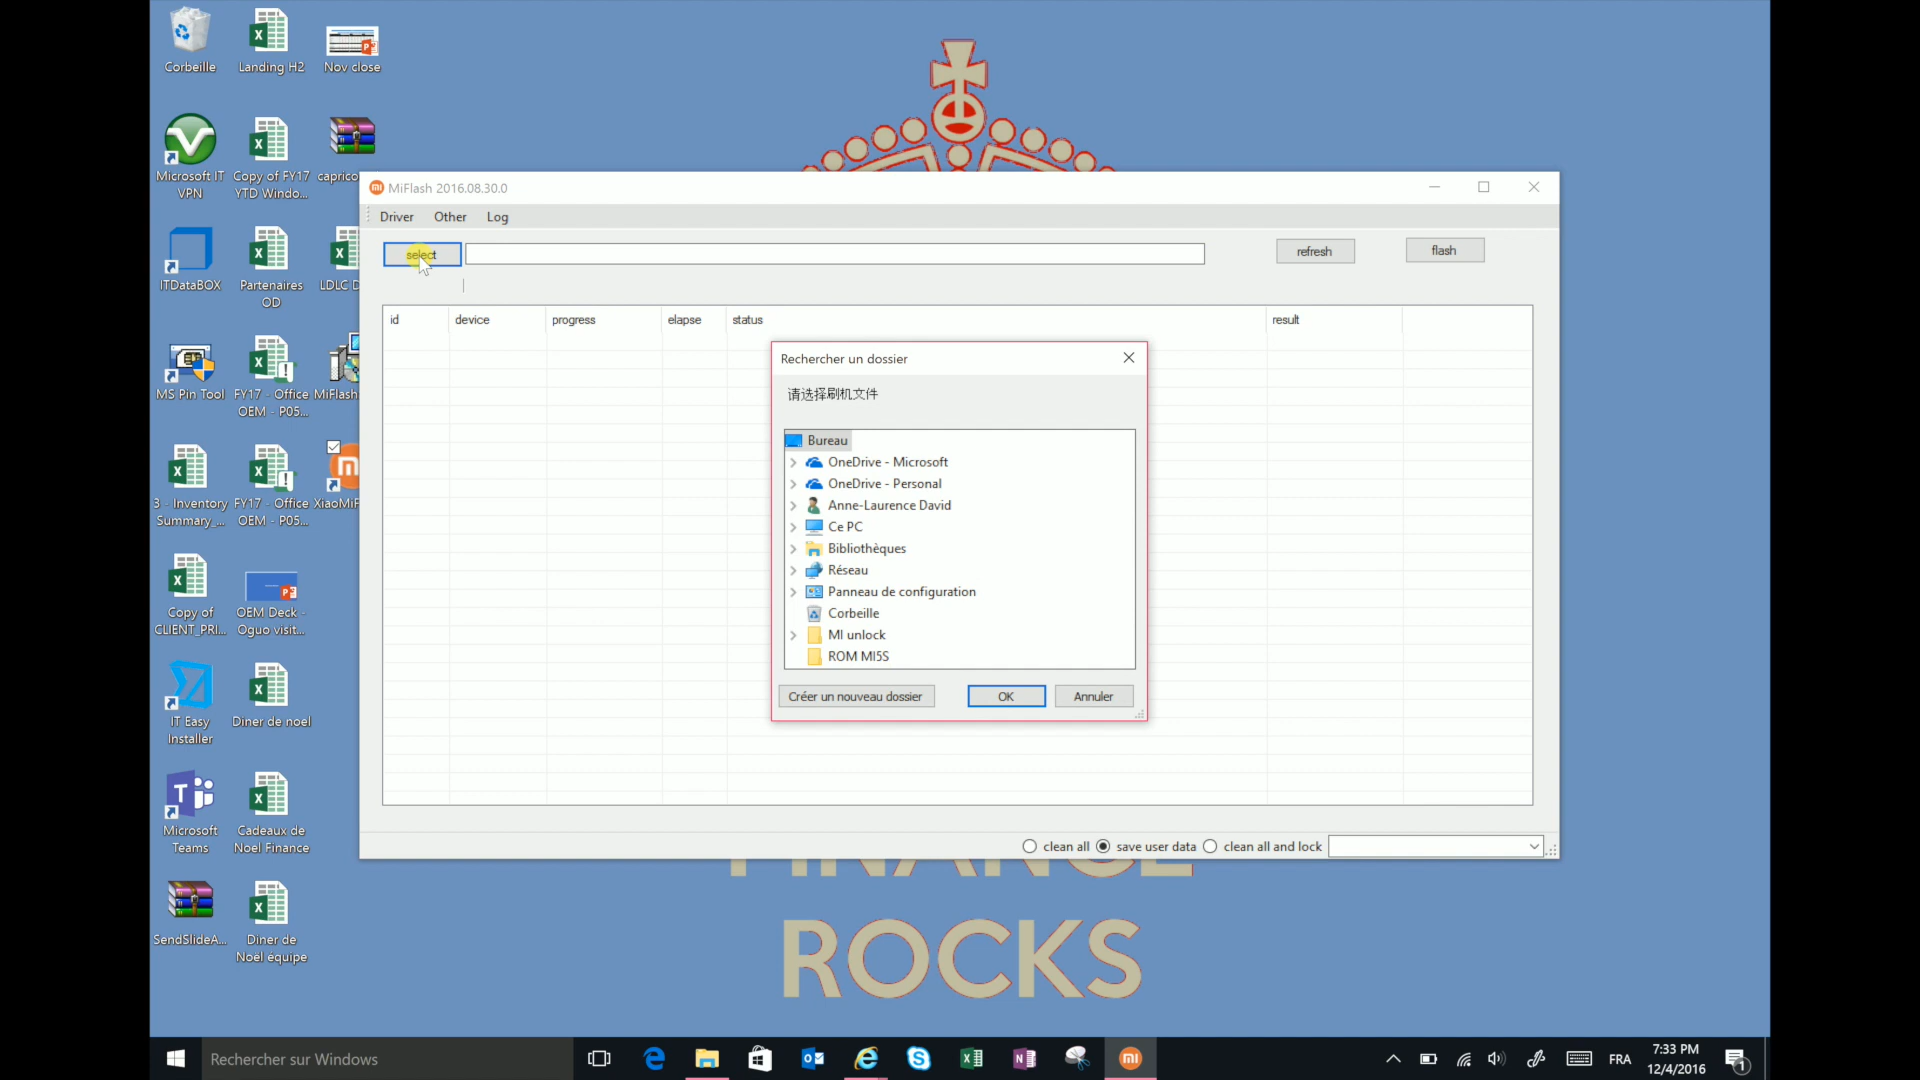 Corbeille
Landing H2
Nov close
Microsoft IT
VPN
Copy of FY17
YTD Windo...
ITDataBOX
Partenaires
OD
LDLC
MS Pin Tool
FY17 - Office
OEM - P05...
MiFlash
3 - Inventory
Summary_...
FY17 - Office
OEM - P05...
Copy of
CLIENT_PRI...
OEM Deck -
Oguo visit...
IT Easy
Installer
Diner de noel
Microsoft
Teams
Cadeaux de
Noel Finance
SendSlideA...
Diner de
Noel équipe
MiFlash 2016.08.30.0
Driver Other Log
select
refresh
flash
id device progress elapse status result
Rechercher un dossier
请选择刷机文件
Bureau
OneDrive - Microsoft
OneDrive - Personal
Anne-Laurence David
Ce PC
Bibliothèques
Réseau
Panneau de configuration
Corbeille
MI unlock
ROM MI5S
Créer un nouveau dossier OK Annuler
clean all save user data clean all and lock
ROCKS
Rechercher sur Windows
FRA
7:33 PM
12/4/2016
1